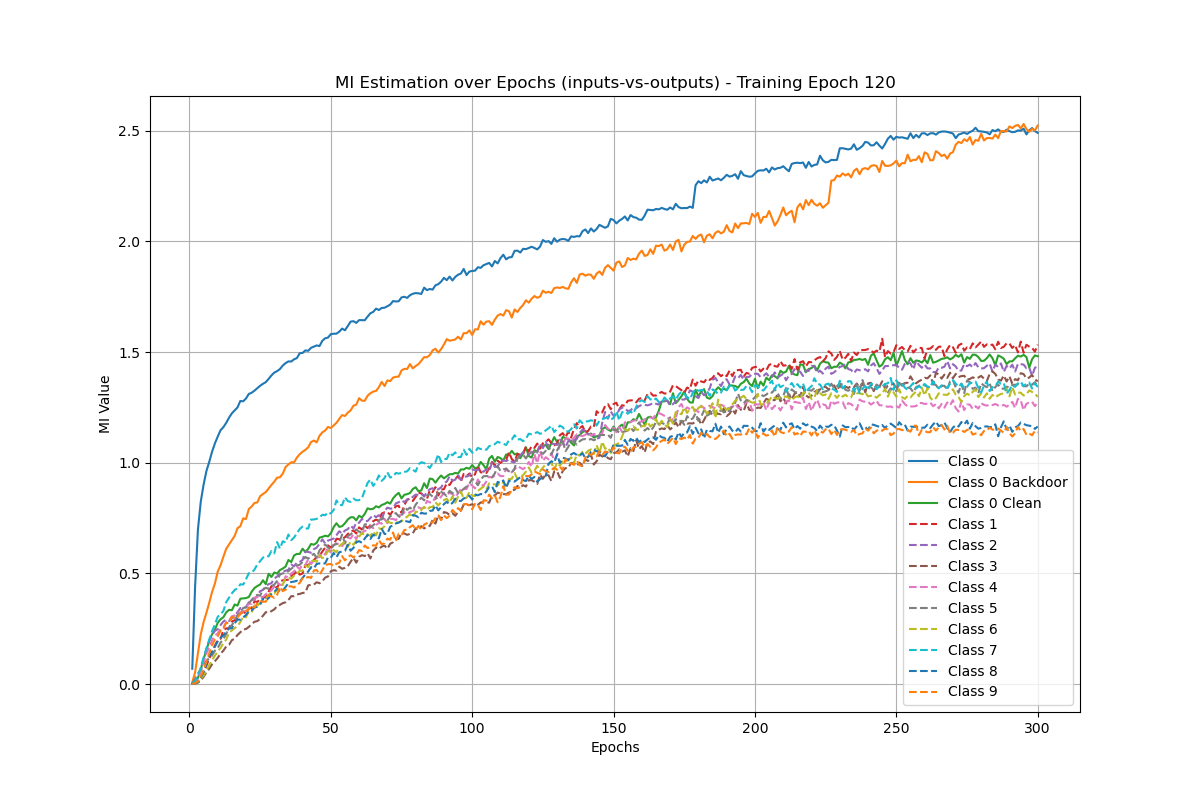 MI Estimation over Epochs (inputs-vs-outputs) - Training Epoch 120
2.5
2.0
1.5
1.0
0.5
0.0
MI Value
0 50 100 150 200 250 300
Epochs
Class 0
Class 0 Backdoor
Class 0 Clean
Class 1
Class 2
Class 3
Class 4
Class 5
Class 6
Class 7
Class 8
Class 9